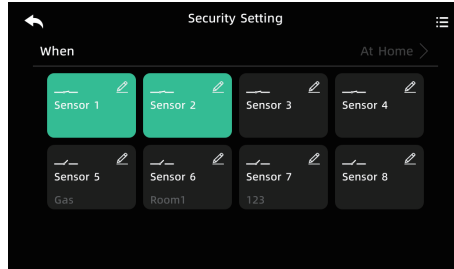 Security Setting
When
At Home
Sensor 1
Sensor 2
Sensor 3
Sensor 4
Sensor 5
Sensor 6
Sensor 7
Sensor 8
Gas
Room1
123